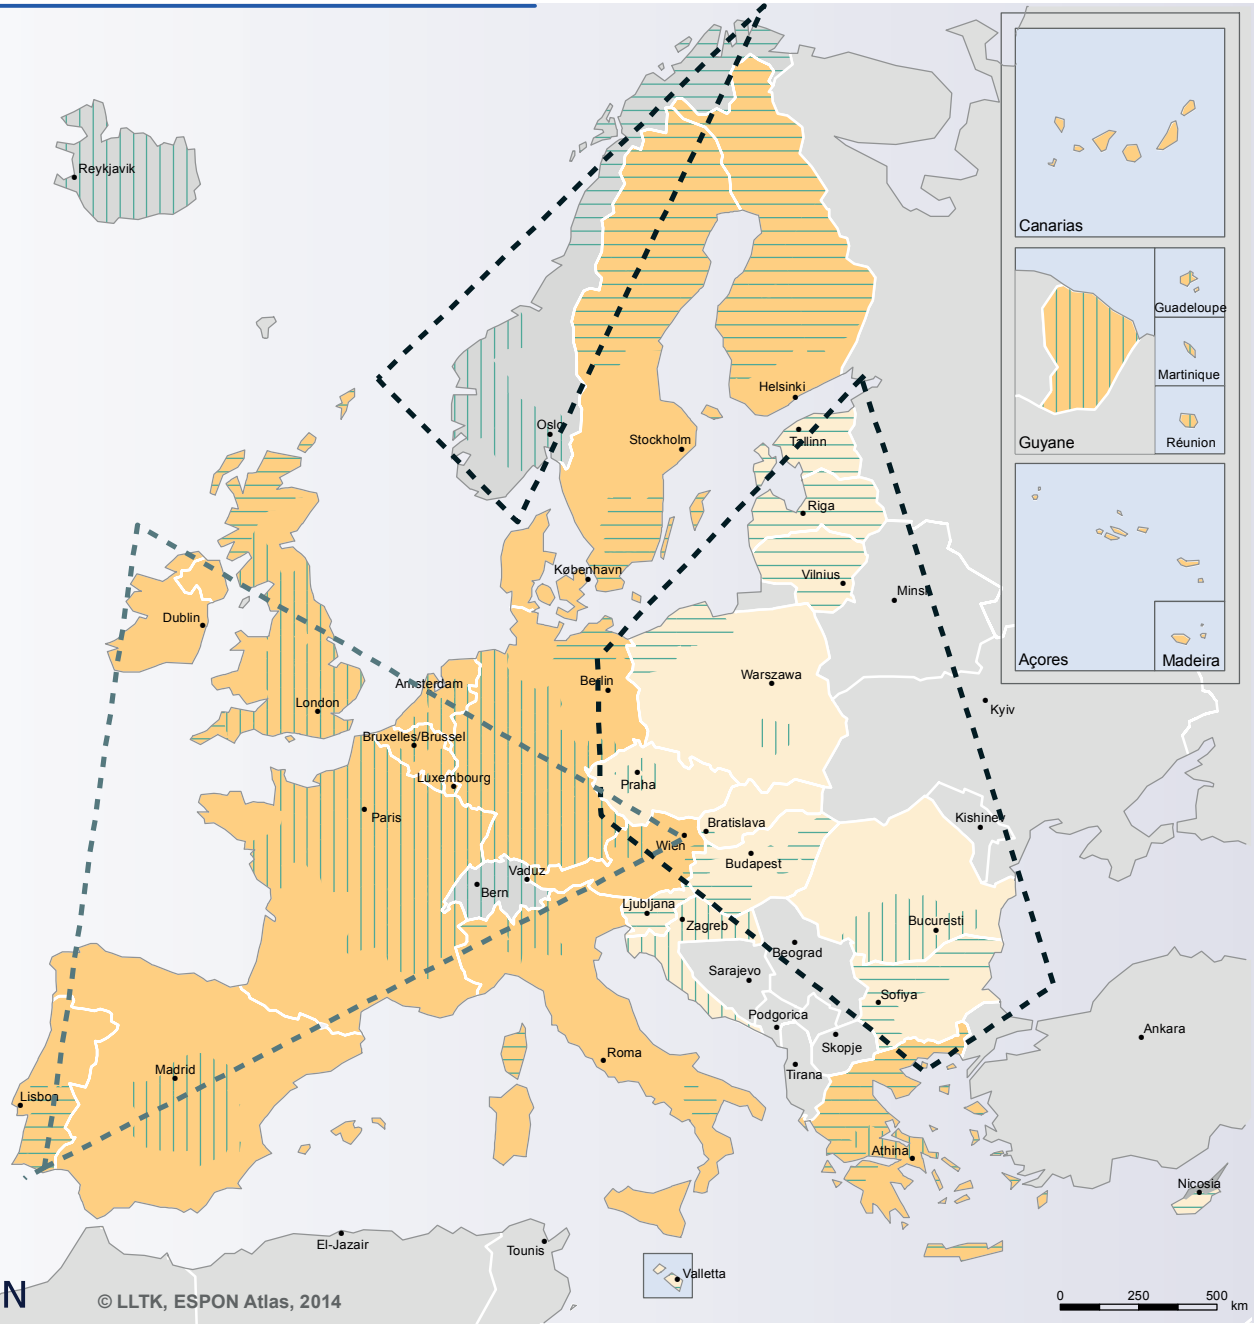 Reykjavik
Canarias
Guadeloupe
Martinique
Guyane
Réunion
Helsinki
Oslo
Stockholm
Tallinn
Riga
København
Vilnius
Minsk
Dublin
Açores
Madeira
Warszawa
Amsterdam
Berlin
London
Kyiv
Bruxelles/Brussel
Luxembourg
Praha
Paris
Bratislava
Kishinev
Wien
Budapest
Vaduz
Bern
Ljubljana
Zagreb
Bucuresti
Beograd
Sarajevo
Sofiya
Podgorica
Ankara
Skopje
Roma
Madrid
Tirana
Lisbon
Athina
Nicosia
El-Jazair
Tounis
Valletta
N
© LLTK, ESPON Atlas, 2014
0 250 500
km